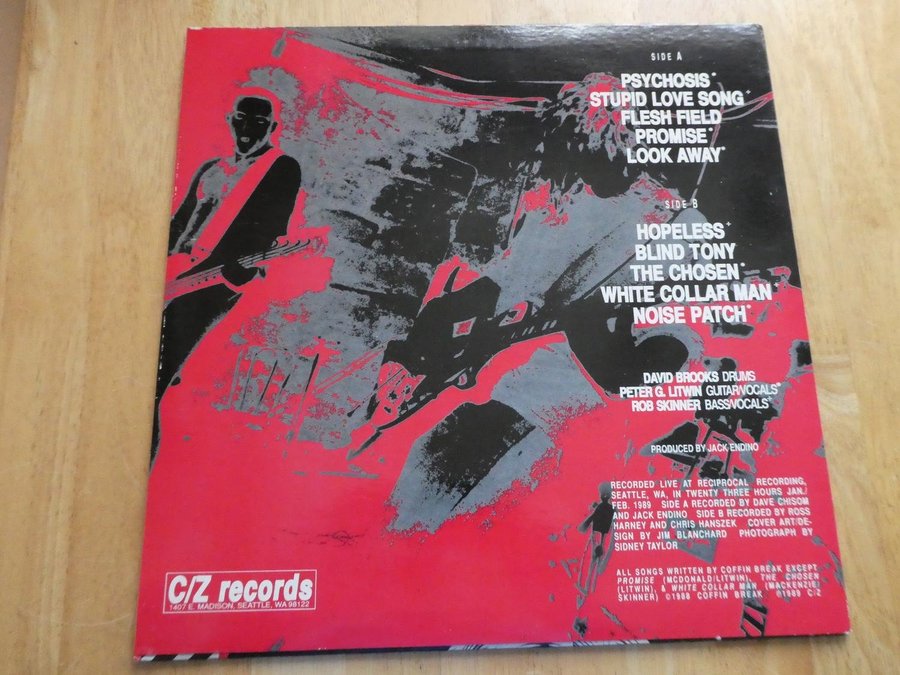 SIDE A
PSYCHOSIS*
STUPID LOVE SONG+
FLESH FIELD
PROMISE*
LOOK AWAY*
SIDE B
HOPELESS+
BLIND TONY
THE CHOSEN*
WHITE COLLAR MAN+
NOISE PATCH*
DAVID BROOKS DRUMS
PETER G. LITWIN GUITAR/VOCALS*
ROB SKINNER BASS/VOCALS+
PRODUCED BY JACK ENDINO
RECORDED LIVE AT RECIPROCAL RECORDING,
SEATTLE, WA, IN TWENTY THREE HOURS JAN./
FEB. 1989 SIDE A RECORDED BY DAVE CHISOM
AND JACK ENDINO SIDE B RECORDED BY ROSS
HARNEY AND CHRIS HANSZEK COVER ART/DE-
SIGN BY JIM BLANCHARD PHOTOGRAPH BY
SIDNEY TAYLOR
ALL SONGS WRITTEN BY COFFIN BREAK EXCEPT
PROMISE (MCDONALD/LITWIN), THE CHOSEN
(LITWIN), & WHITE COLLAR MAN (MACKENZIE/
SKINNER) ©1988 COFFIN BREAK ℗1989 C/Z
C/Z records
1407 E. MADISON, SEATTLE, WA 98122